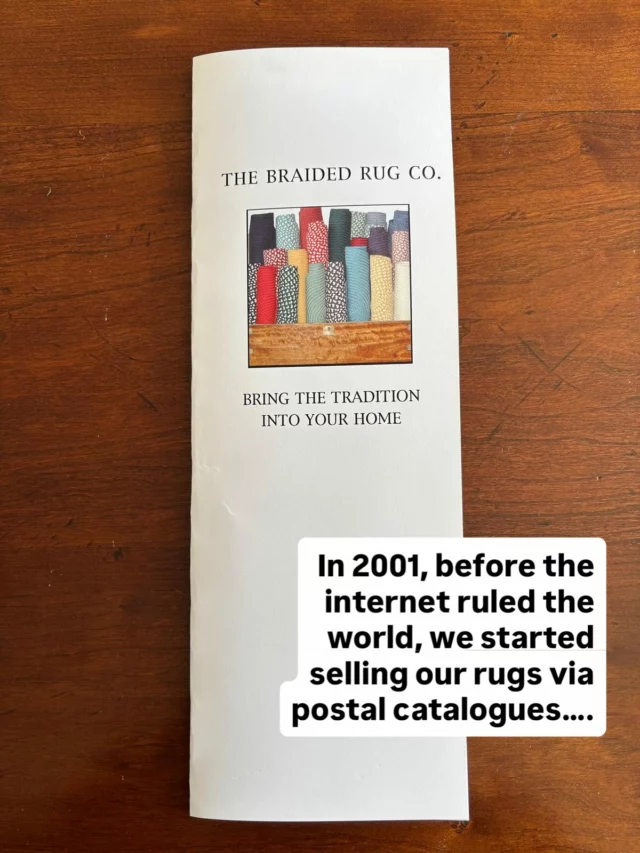 THE BRAIDED RUG CO.
BRING THE TRADITION
INTO YOUR HOME
In 2001, before the
internet ruled the
world, we started
selling our rugs via
postal catalogues....